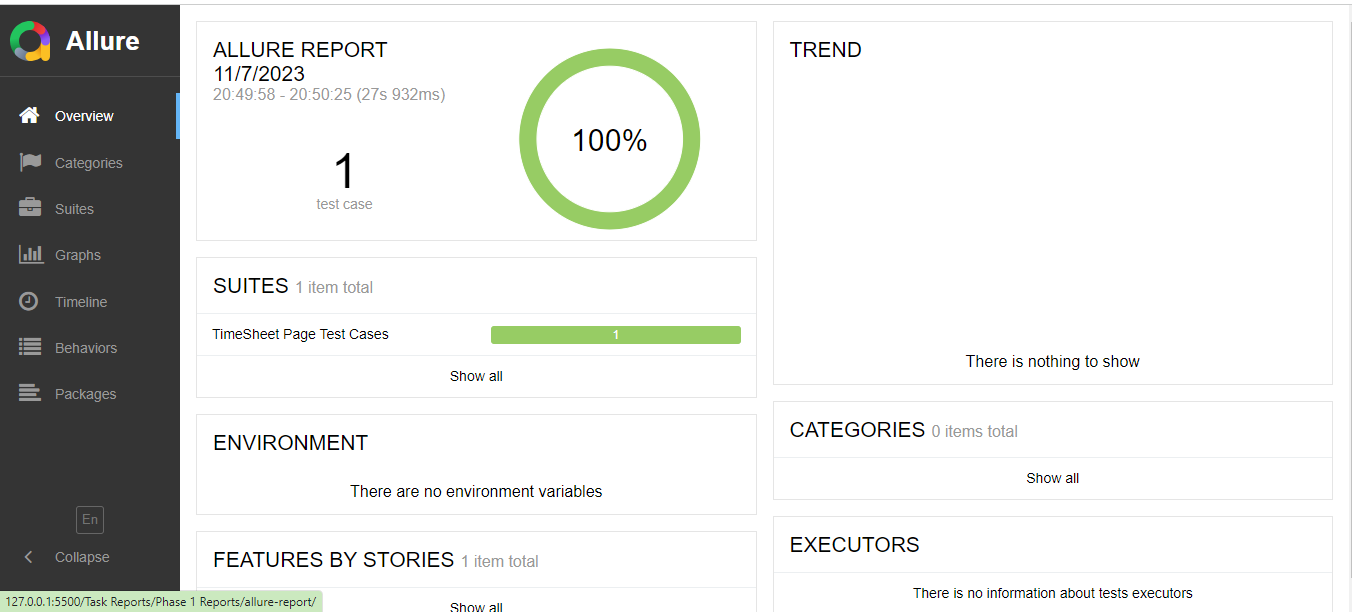 Allure
Overview
Categories
Suites
Graphs
Timeline
Behaviors
Packages
En
Collapse
ALLURE REPORT
11/7/2023
20:49:58 - 20:50:25 (27s 932ms)
1
test case
100%
SUITES 1 item total
TimeSheet Page Test Cases 1
Show all
ENVIRONMENT
There are no environment variables
FEATURES BY STORIES 1 item total
Show all
TREND
There is nothing to show
CATEGORIES 0 items total
Show all
EXECUTORS
There is no information about tests executors
127.0.0.1:5500/Task Reports/Phase 1 Reports/allure-report/